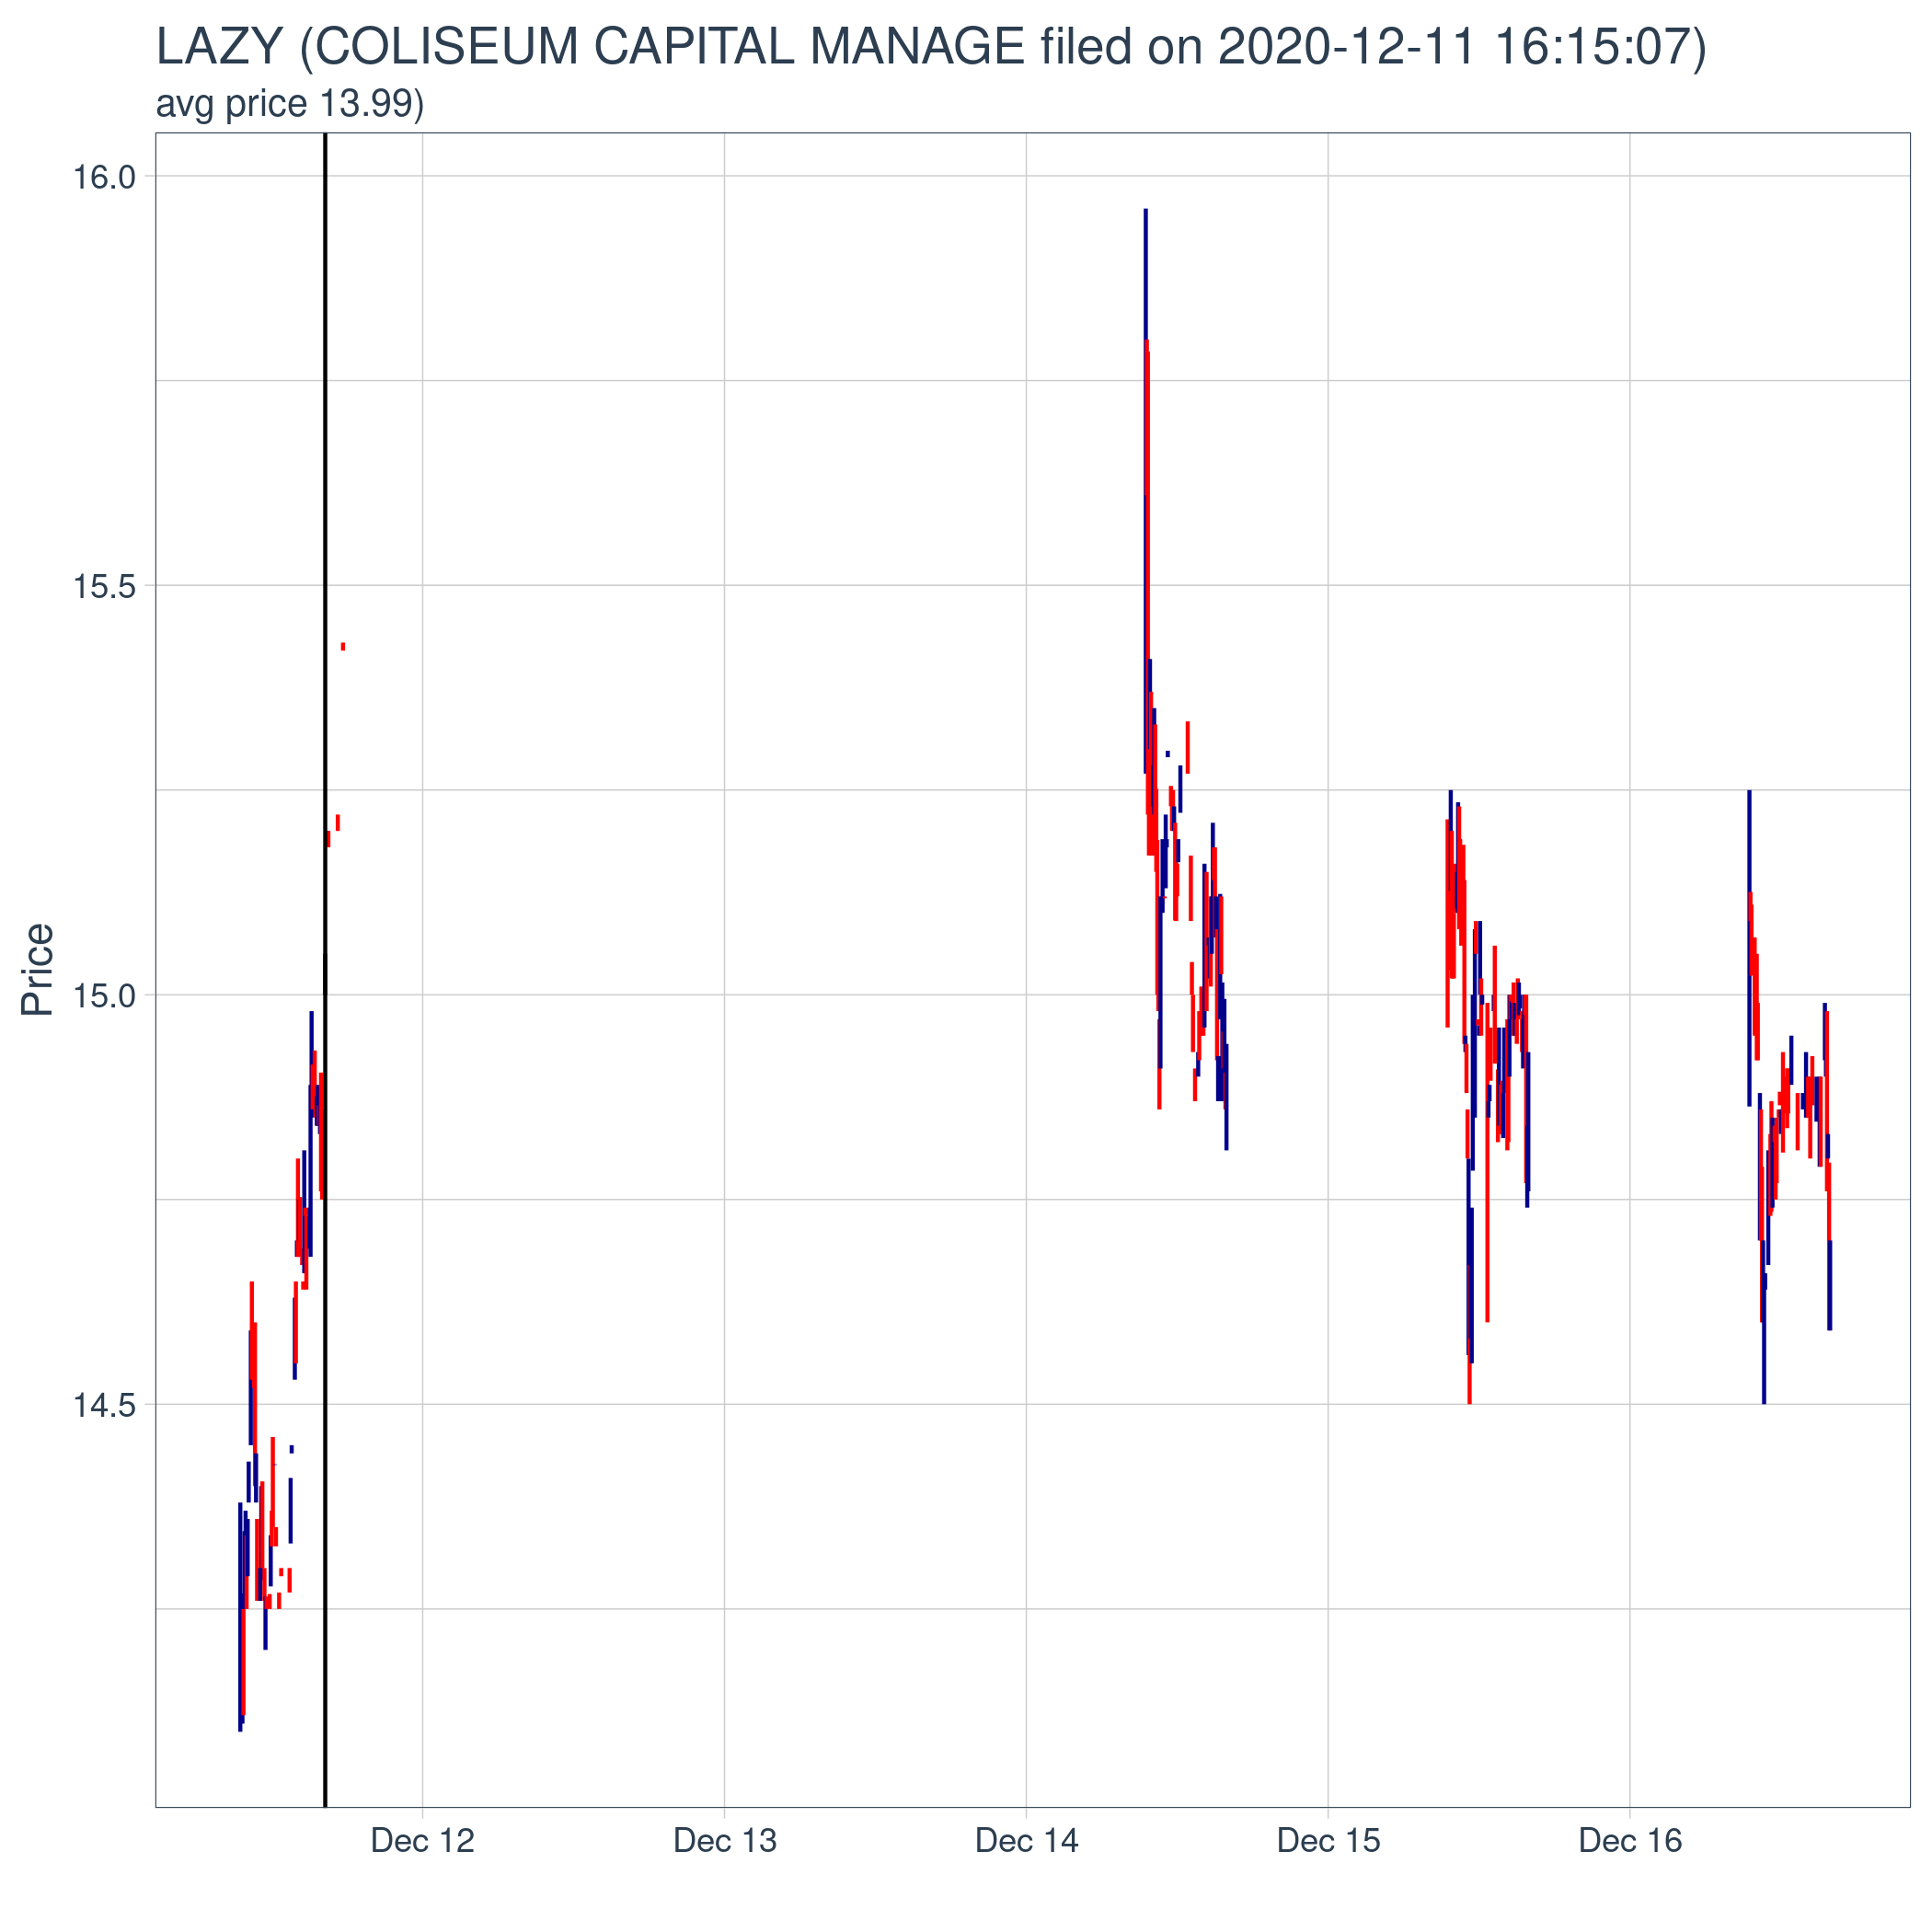 LAZY (COLISEUM CAPITAL MANAGE filed on 2020-12-11 16:15:07)
avg price 13.99)
16.0
15.5
15.0
14.5
Price
Dec 12 Dec 13 Dec 14 Dec 15 Dec 16